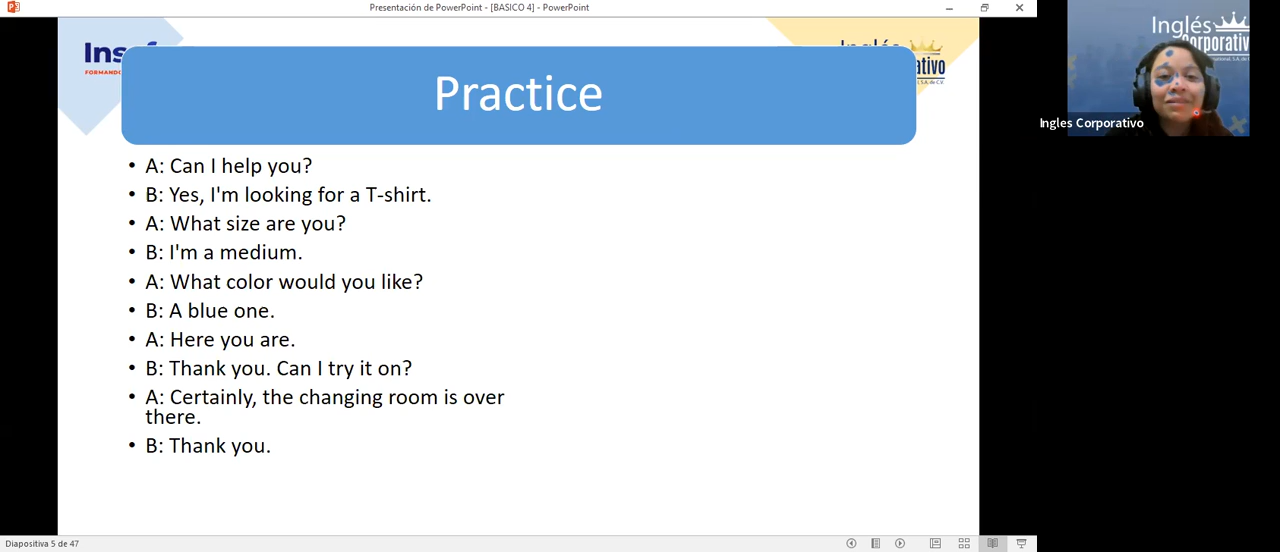 Presentación de PowerPoint - [BASICO 4] - PowerPoint
Practice
• A: Can I help you?
• B: Yes, I'm looking for a T-shirt.
• A: What size are you?
• B: I'm a medium.
• A: What color would you like?
• B: A blue one.
• A: Here you are.
• B: Thank you. Can I try it on?
• A: Certainly, the changing room is over
there.
• B: Thank you.
Diapositiva 5 de 47
Inglés
Corporativo
Ingles Corporativo